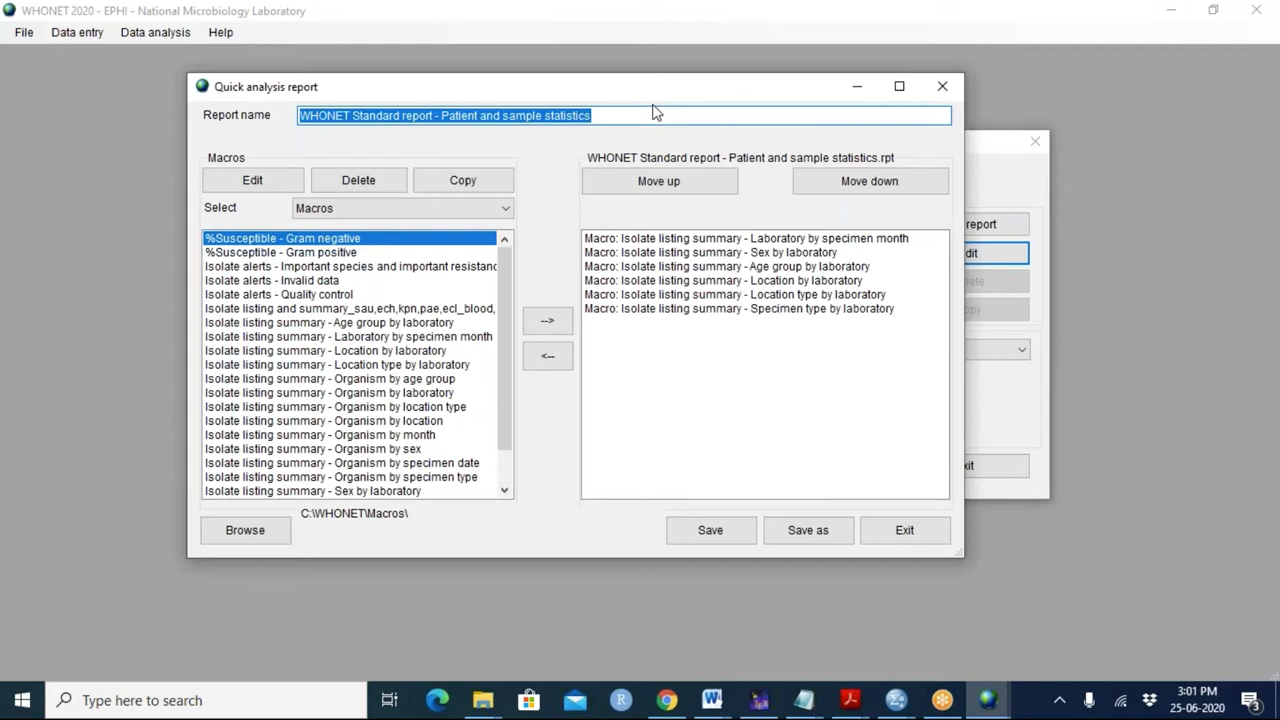 WHONET 2020 - EPHI - National Microbiology Laboratory
File Data entry Data analysis Help
Quick analysis report
Report name WHONET Standard report - Patient and sample statistics
Macros
Edit Delete Copy
Select Macros
%Susceptible - Gram negative
%Susceptible - Gram positive
Isolate alerts - Important species and important resistanc
Isolate alerts - Invalid data
Isolate alerts - Quality control
Isolate listing and summary_sau,ech,kpn,pae,ecl_blood,
Isolate listing summary - Age group by laboratory
Isolate listing summary - Laboratory by specimen month
Isolate listing summary - Location by laboratory
Isolate listing summary - Location type by laboratory
Isolate listing summary - Organism by age group
Isolate listing summary - Organism by laboratory
Isolate listing summary - Organism by location type
Isolate listing summary - Organism by location
Isolate listing summary - Organism by month
Isolate listing summary - Organism by sex
Isolate listing summary - Organism by specimen date
Isolate listing summary - Organism by specimen type
Isolate listing summary - Sex by laboratory
C:\WHONET\Macros\
Browse
-->
<--
WHONET Standard report - Patient and sample statistics.rpt
Move up Move down
Macro: Isolate listing summary - Laboratory by specimen month
Macro: Isolate listing summary - Sex by laboratory
Macro: Isolate listing summary - Age group by laboratory
Macro: Isolate listing summary - Location by laboratory
Macro: Isolate listing summary - Location type by laboratory
Macro: Isolate listing summary - Specimen type by laboratory
Save Save as Exit
report
dit
lete
opy
xit
Type here to search
3:01 PM
25-06-2020
3